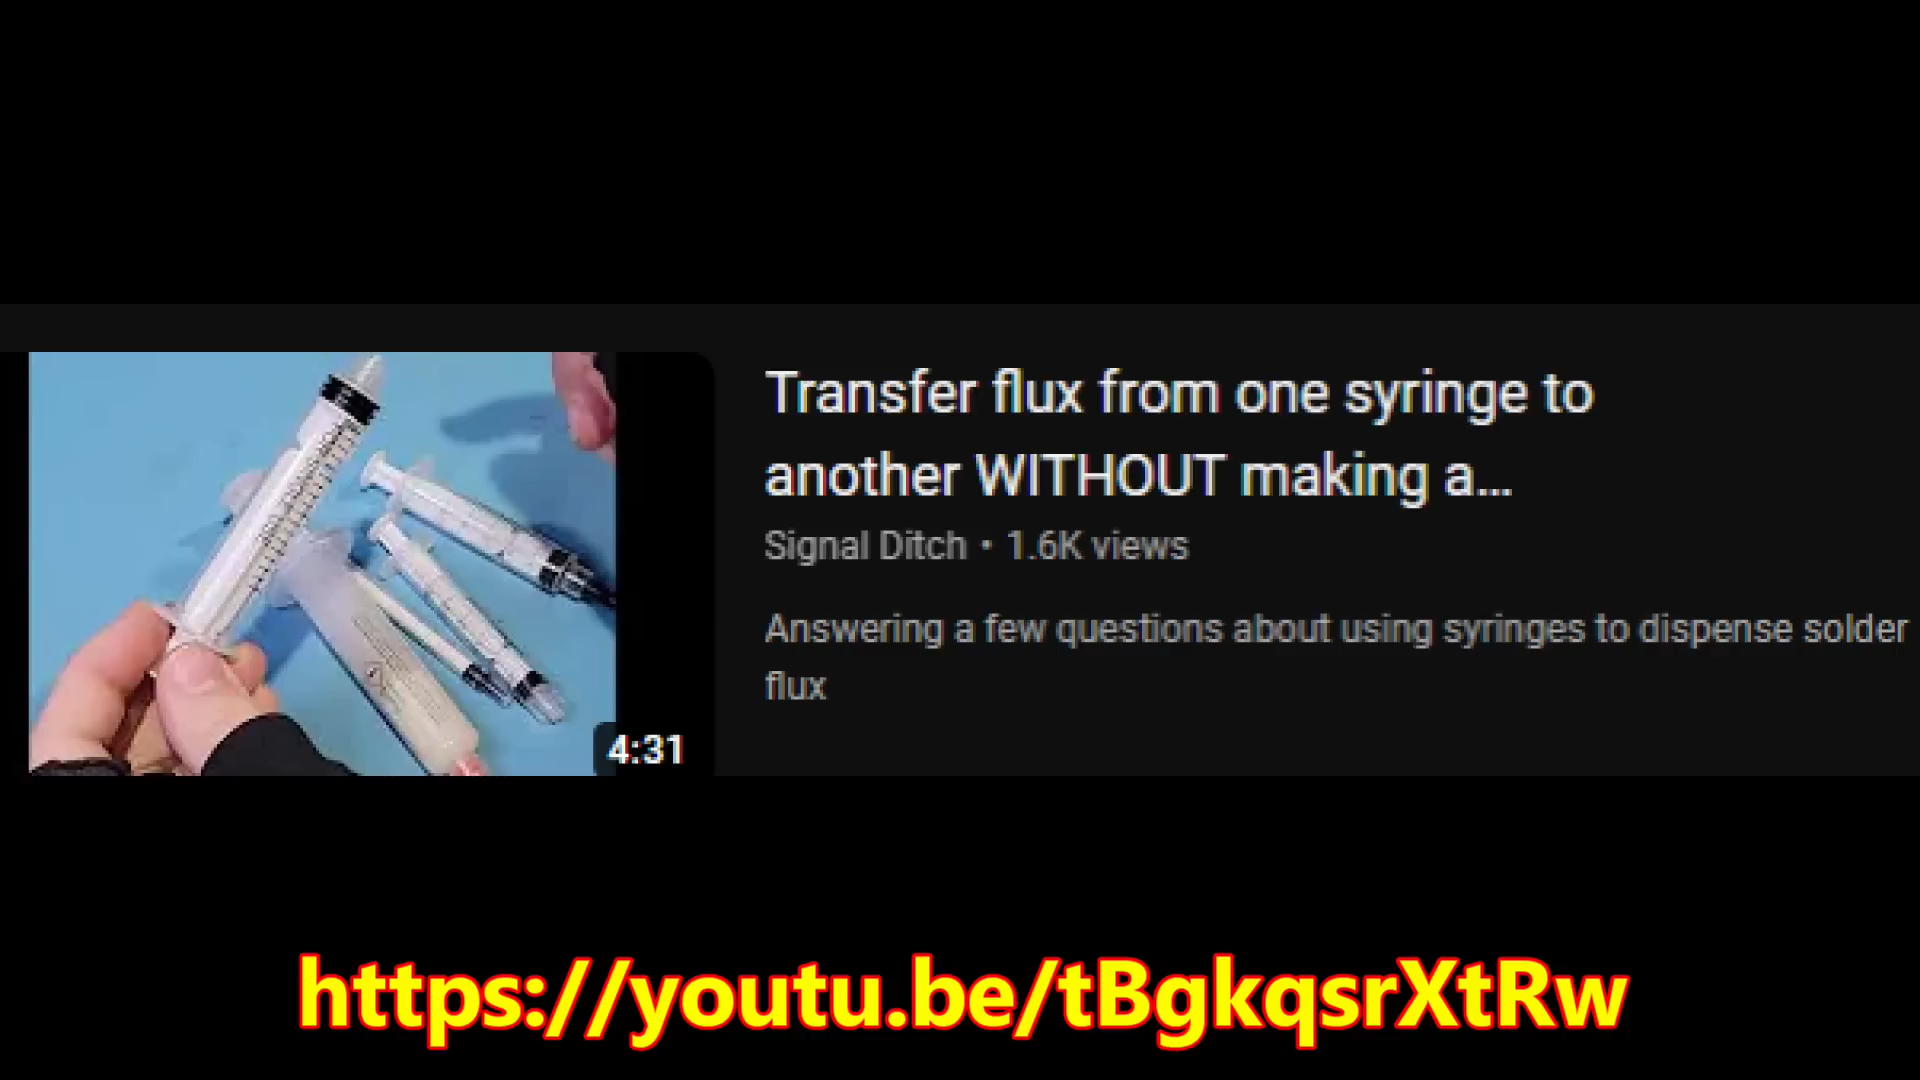 Transfer flux from one syringe to
another WITHOUT making a...
Signal Ditch • 1.6K views
Answering a few questions about using syringes to dispense solder
flux
4:31
https://youtu.be/tBgkqsrXtRw